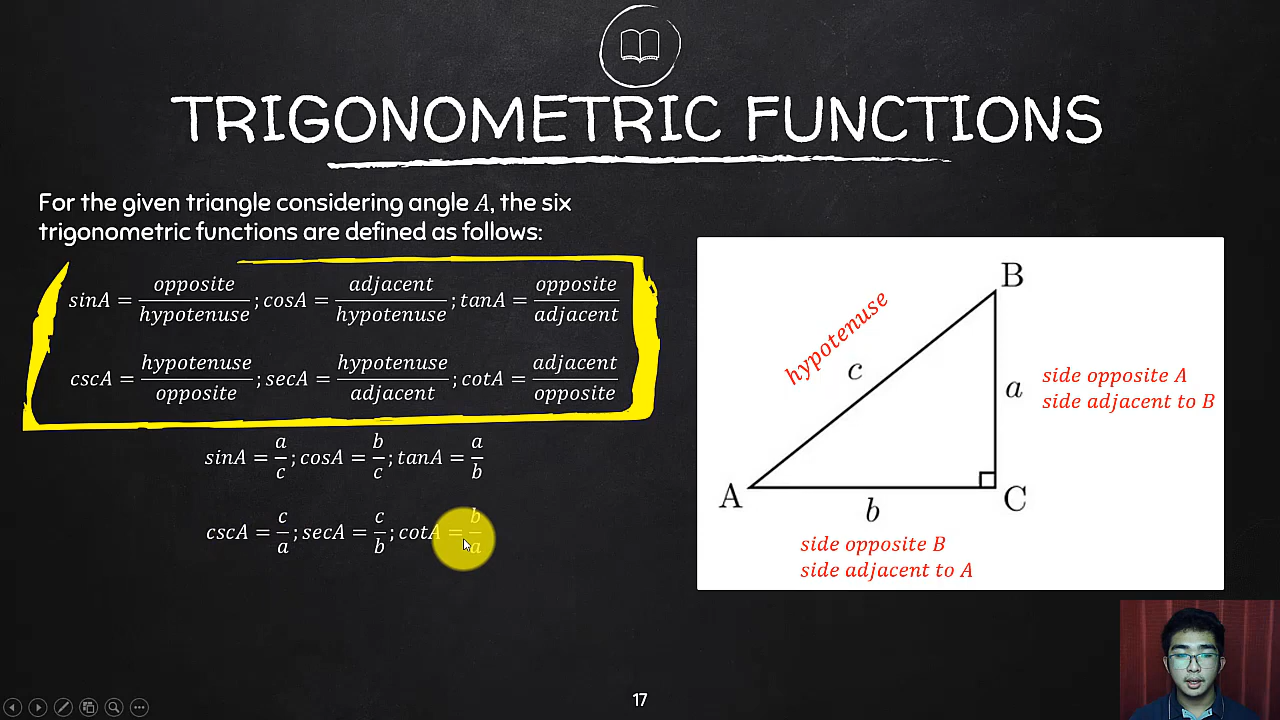 TRIGONOMETRIC FUNCTIONS
For the given triangle considering angle A, the six
trigonometric functions are defined as follows:
sinA = opposite/hypotenuse ; cosA = adjacent/hypotenuse ; tanA = opposite/adjacent
cscA = hypotenuse/opposite ; secA = hypotenuse/adjacent ; cotA = adjacent/opposite
sinA = a/c ; cosA = b/c ; tanA = a/b
cscA = c/a ; secA = c/b ; cotA = b/a
B
hypotenuse
c
a
side opposite A
side adjacent to B
A
b
C
side opposite B
side adjacent to A
17